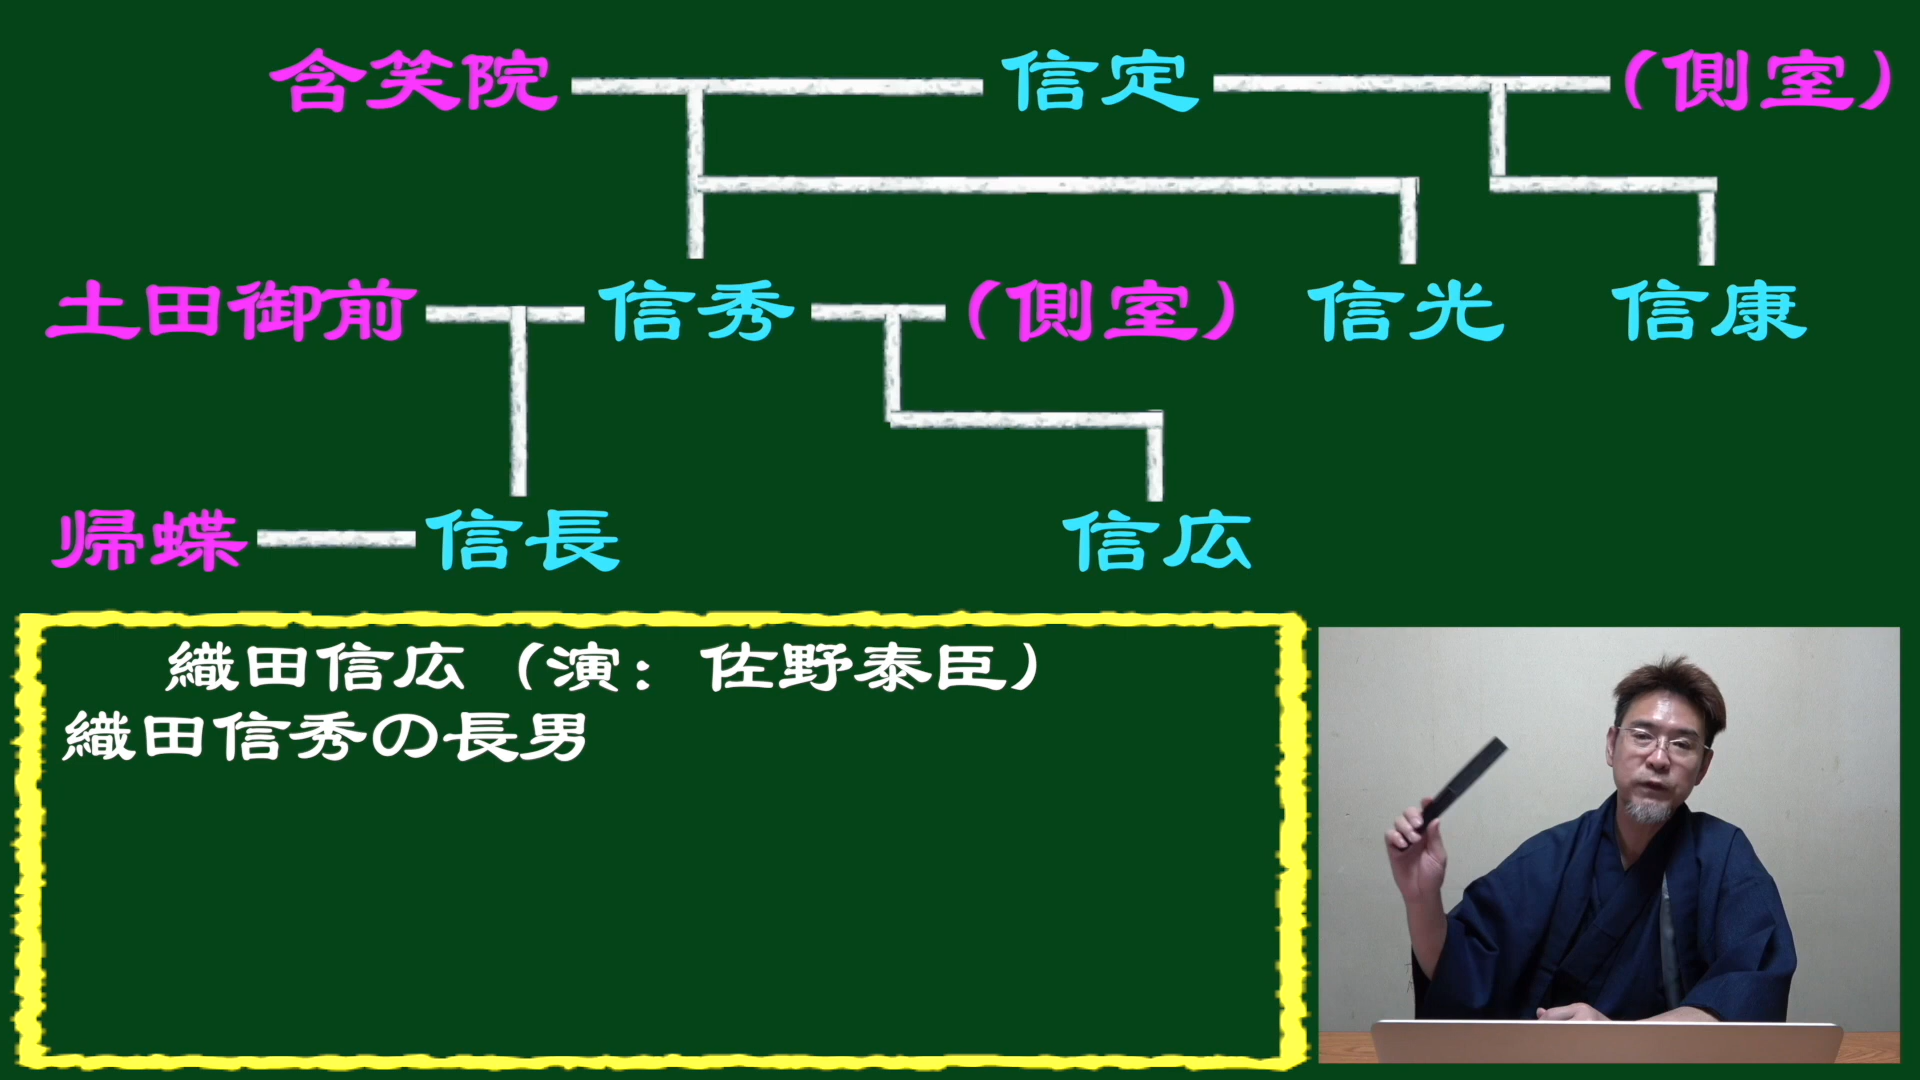 含笑院 信定 (側室)
土田御前 信秀 (側室) 信光 信康
帰蝶 信長 信広
織田信広 (演: 佐野泰臣)
織田信秀の長男